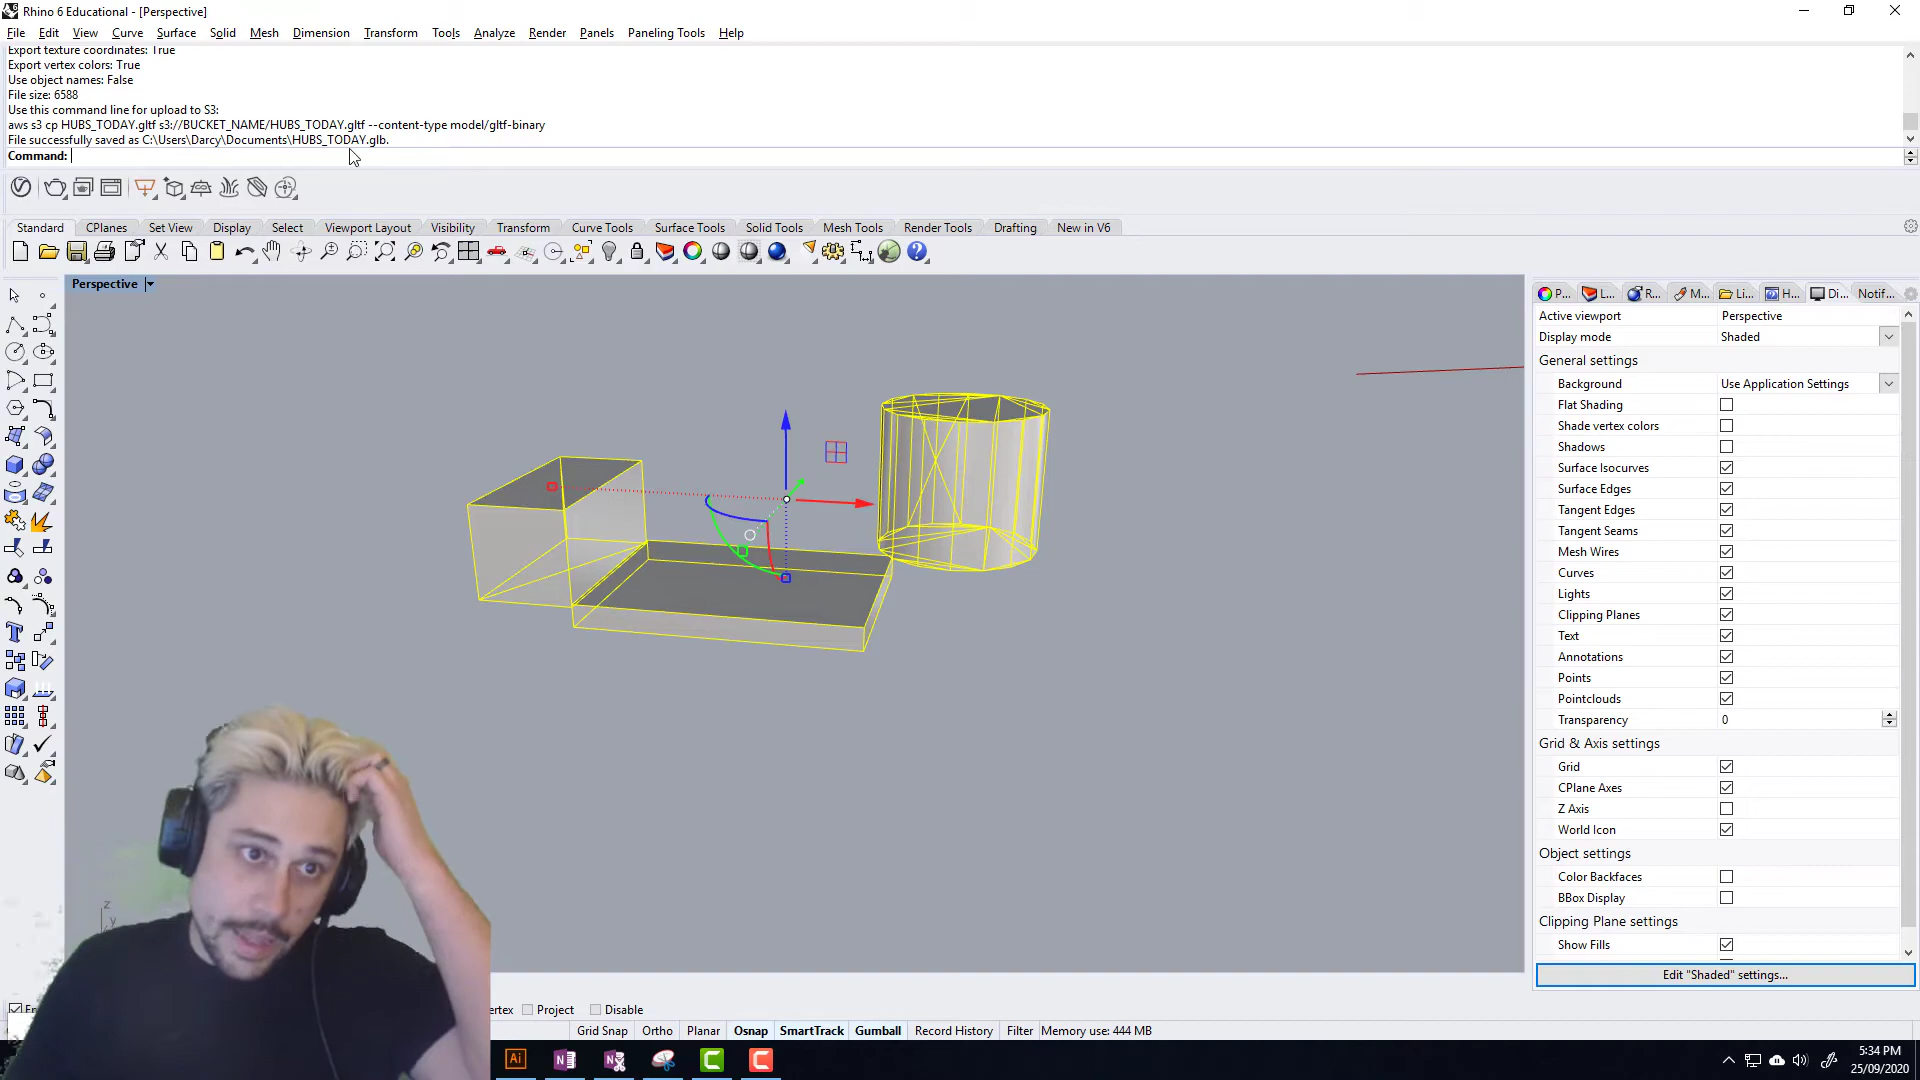 Rhino 6 Educational - [Perspective]
File Edit View Curve Surface Solid Mesh Dimension Transform Tools Analyze Render Panels Paneling Tools Help
Export texture coordinates: True
Export vertex colors: True
Use object names: False
File size: 6588
Use this command line for upload to S3:
aws s3 cp HUBS_TODAY.gltf s3://BUCKET_NAME/HUBS_TODAY.gltf --content-type model/gltf-binary
File successfully saved as C:\Users\Darcy\Documents\HUBS_TODAY.glb.
Command:
Standard CPlanes Set View Display Select Viewport Layout Visibility Transform Curve Tools Surface Tools Solid Tools Mesh Tools Render Tools Drafting New in V6
Perspective
P... L... R... M... Li... H... Di... Notif...
Active viewport Perspective
Display mode Shaded
General settings
Background Use Application Settings
Flat Shading
Shade vertex colors
Shadows
Surface Isocurves
Surface Edges
Tangent Edges
Tangent Seams
Mesh Wires
Curves
Lights
Clipping Planes
Text
Annotations
Points
Pointclouds
Transparency 0
Grid & Axis settings
Grid
CPlane Axes
Z Axis
World Icon
Object settings
Color Backfaces
BBox Display
Clipping Plane settings
Show Fills
Edit "Shaded" settings...
z
y
Project Disable
Grid Snap Ortho Planar Osnap SmartTrack Gumball Record History Filter Memory use: 444 MB
Ai N N C C
5:34 PM
25/09/2020